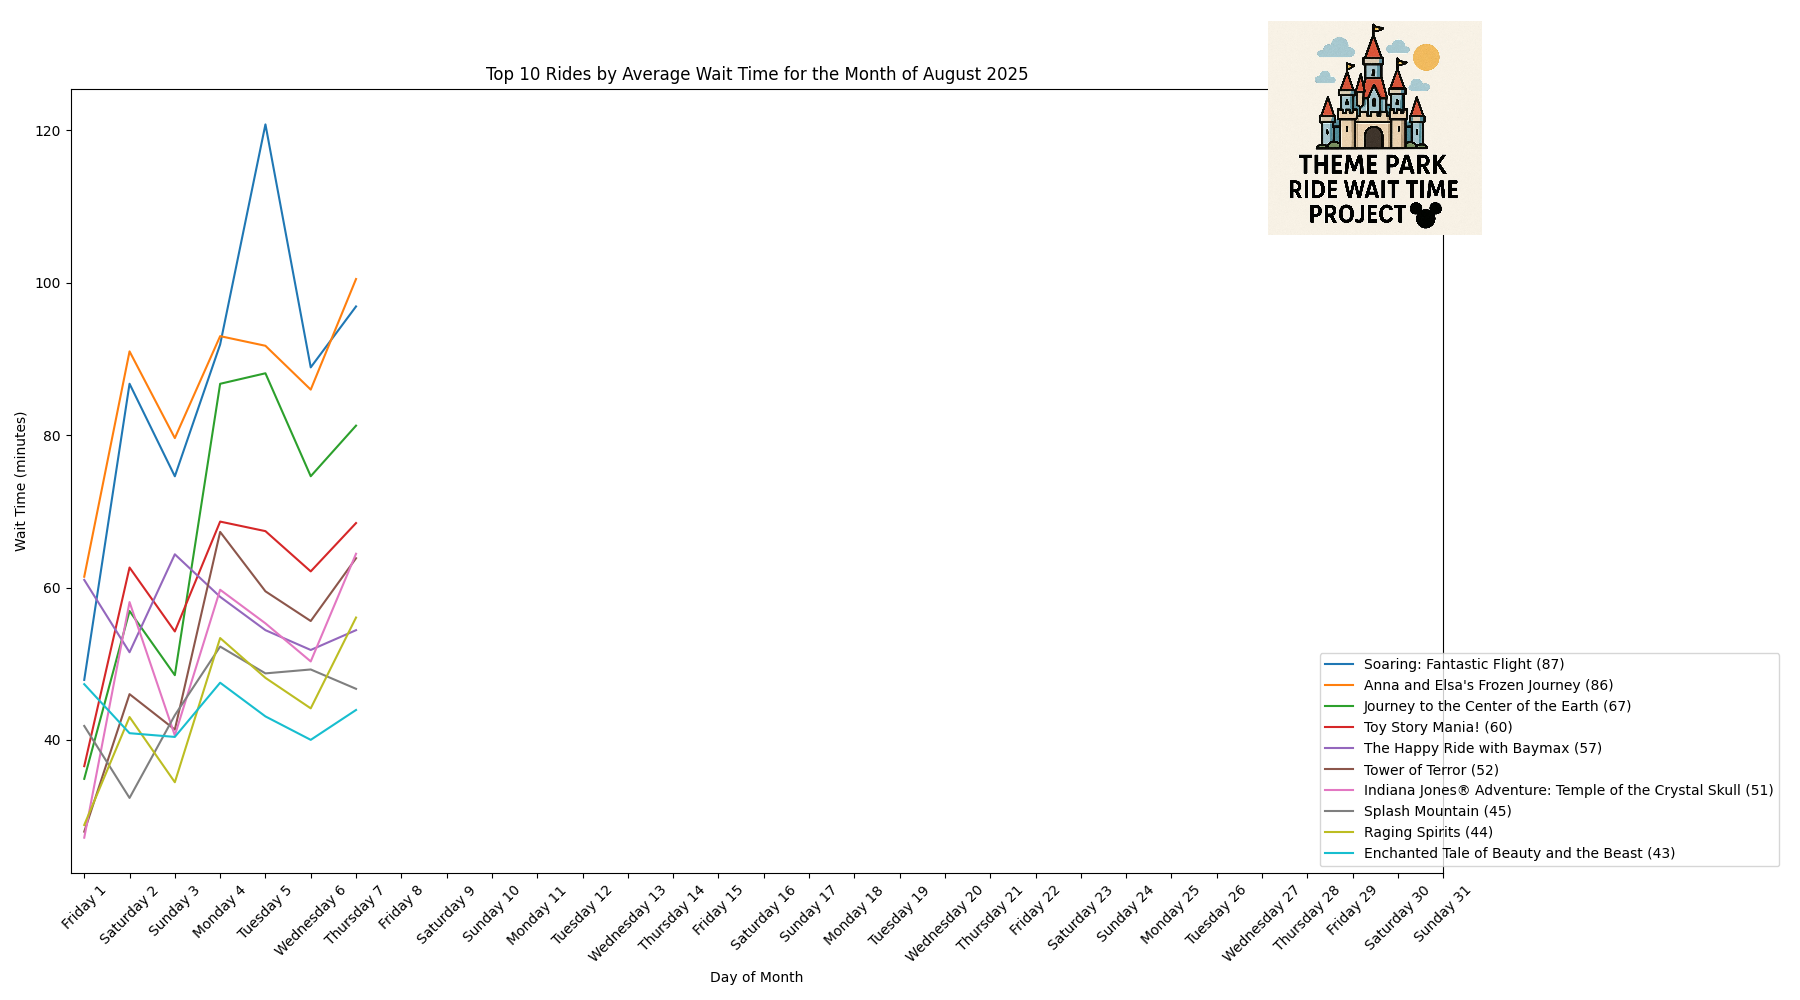 THEME PARK
RIDE WAIT TIME
PROJECT
Top 10 Rides by Average Wait Time for the Month of August 2025
120
100
80
60
40
Wait Time (minutes)
Soaring: Fantastic Flight (87)
Anna and Elsa's Frozen Journey (86)
Journey to the Center of the Earth (67)
Toy Story Mania! (60)
The Happy Ride with Baymax (57)
Tower of Terror (52)
Indiana Jones® Adventure: Temple of the Crystal Skull (51)
Splash Mountain (45)
Raging Spirits (44)
Enchanted Tale of Beauty and the Beast (43)
Friday 1
Saturday 2
Sunday 3
Monday 4
Tuesday 5
Wednesday 6
Thursday 7
Friday 8
Saturday 9
Sunday 10
Monday 11
Tuesday 12
Wednesday 13
Thursday 14
Friday 15
Saturday 16
Sunday 17
Monday 18
Tuesday 19
Wednesday 20
Thursday 21
Friday 22
Saturday 23
Sunday 24
Monday 25
Tuesday 26
Wednesday 27
Thursday 28
Friday 29
Saturday 30
Sunday 31
Day of Month